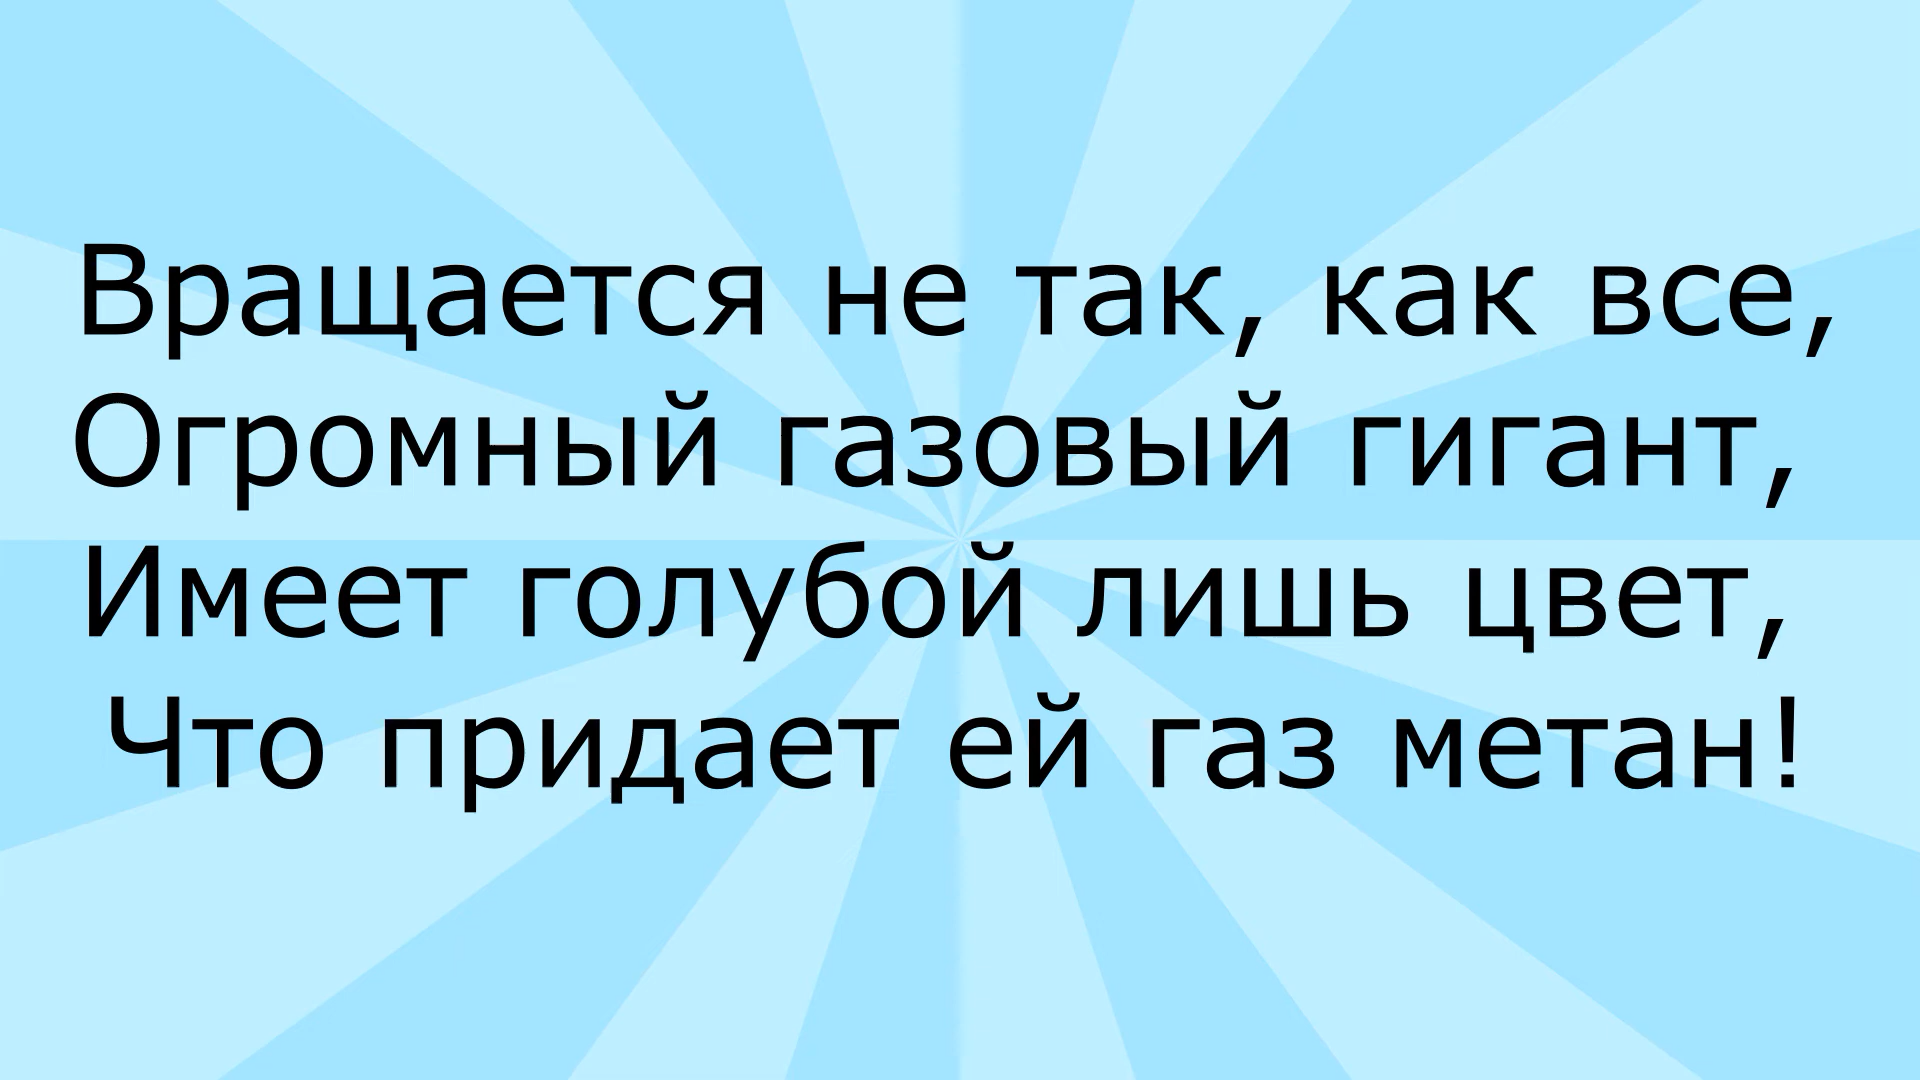 Вращается не так, как все,
Огромный газовый гигант,
Имеет голубой лишь цвет,
Что придает ей газ метан!